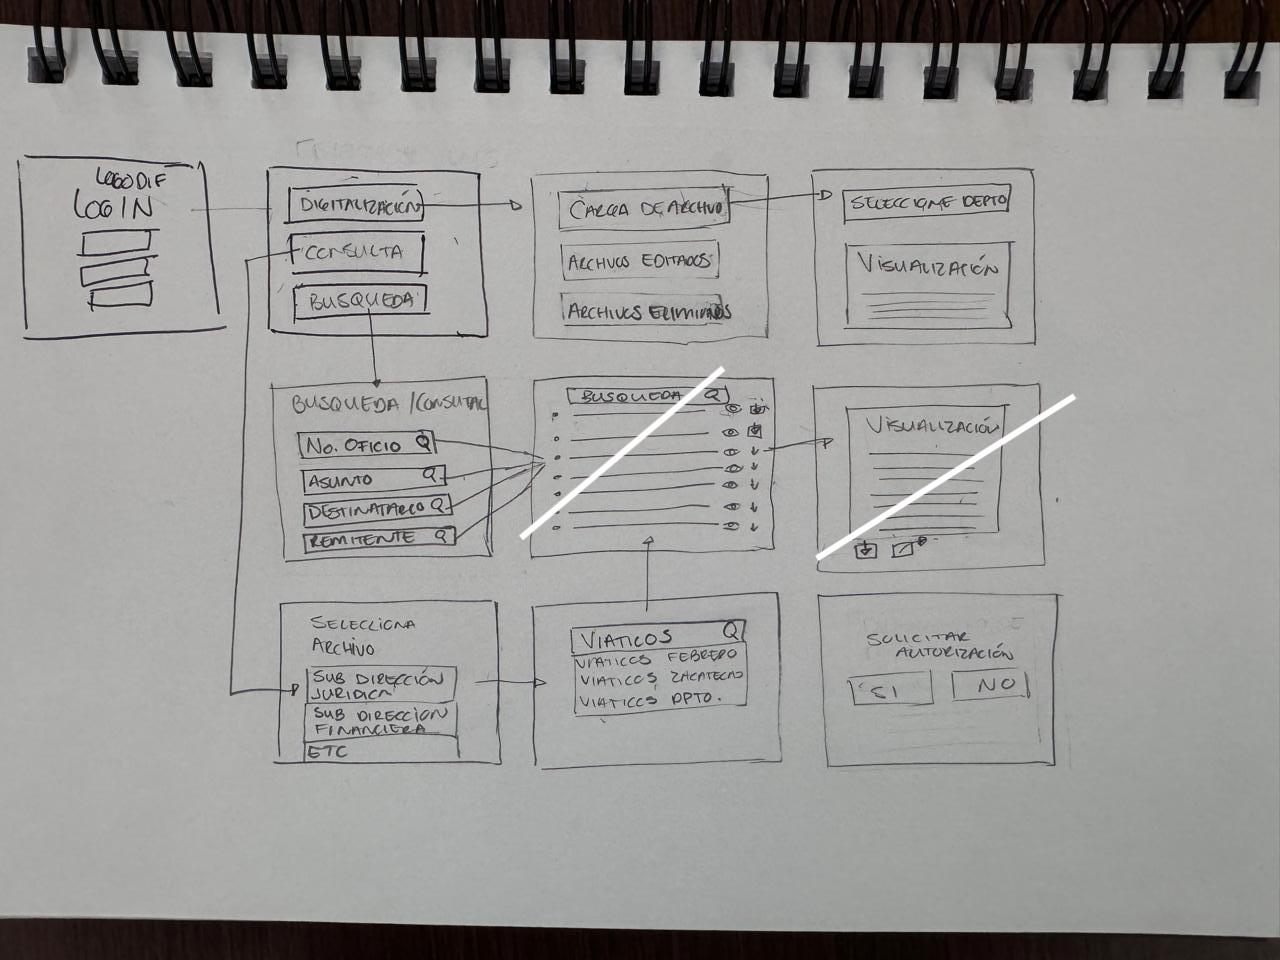 LOGO DIF
LOGIN
DIGITALIZACIÓN
CONSULTA
BUSQUEDA
CARGA DE ARCHIVO
ARCHIVOS EDITADOS
ARCHIVOS ELIMINADOS
SELECCIONE DEPTO
VISUALIZACIÓN
BUSQUEDA / CONSULTA
No. OFICIO
ASUNTO
DESTINATARIO
REMITENTE
BUSQUEDA
VISUALIZACIÓN
SELECCIONA
ARCHIVO
SUB DIRECCIÓN
JURIDICA
SUB DIRECCION
FINANCIERA
ETC
VIATICOS
VIATICOS FEBRERO
VIATICOS ZACATECAS
VIATICOS DPTO.
SOLICITAR
AUTORIZACIÓN
SI
NO